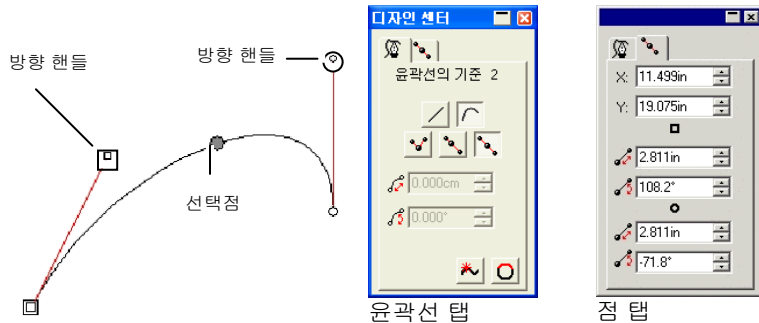 방향 핸들
방향 핸들
선택점
디자인 센터
윤곽선의 기준 2
0.000cm
0.000°
윤곽선 탭
X: 11.499in
Y: 19.075in
2.811in
108.2°
2.811in
-71.8°
점 탭